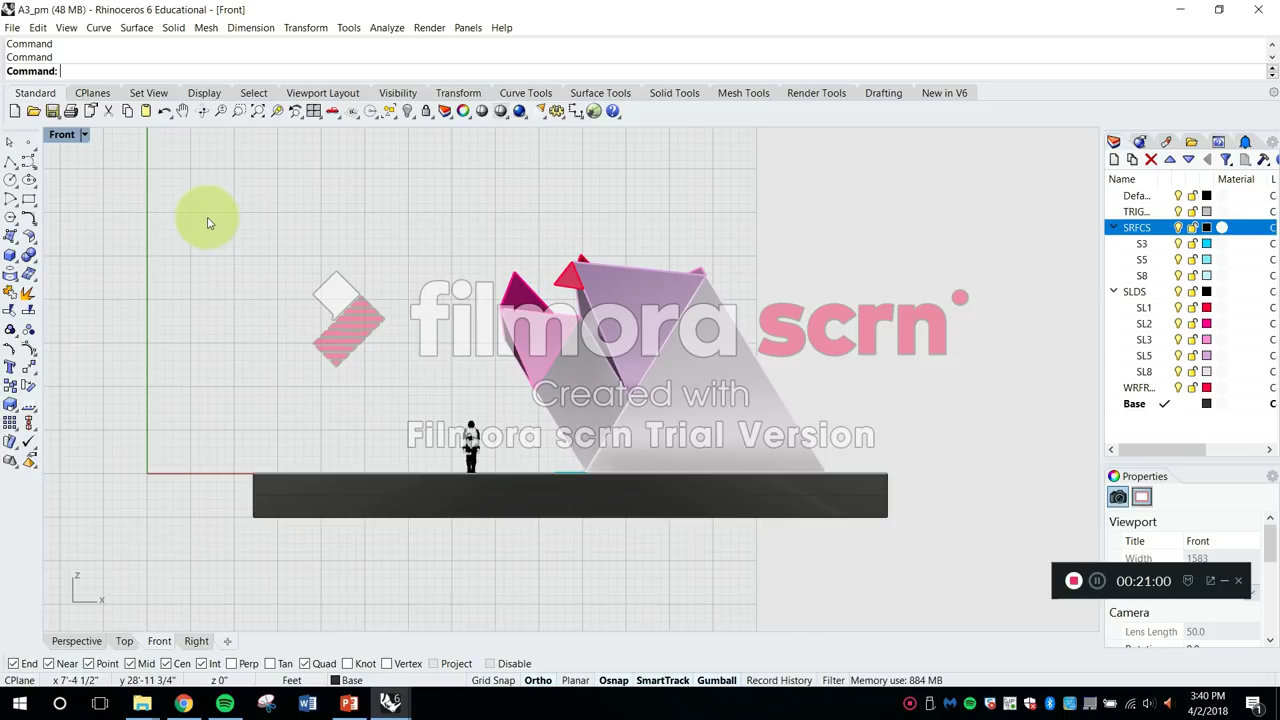 A3_pm (48 MB) - Rhinoceros 6 Educational - [Front]
File Edit View Curve Surface Solid Mesh Dimension Transform Tools Analyze Render Panels Help
Command
Command
Command:
Standard CPlanes Set View Display Select Viewport Layout Visibility Transform Curve Tools Surface Tools Solid Tools Mesh Tools Render Tools Drafting New in V6
Front
Name Material L
Defa... C
TRIG... C
SRFCS C
S3 C
S5 C
S8 C
SLDS C
SL1 C
SL2 C
SL3 C
SL5 C
SL8 C
WRFR... C
Base C
filmora scrn
Created with
Filmora scrn Trial Version
Properties
Viewport
Title Front
Width 1583
00:21:00
Camera
Lens Length 50.0
z
x
Perspective Top Front Right
End Near Point Mid Cen Int Perp Tan Quad Knot Vertex Project Disable
CPlane x 7'-4 1/2" y 28'-11 3/4" z 0" Feet Base Grid Snap Ortho Planar Osnap SmartTrack Gumball Record History Filter Memory use: 884 MB
3:40 PM
4/2/2018